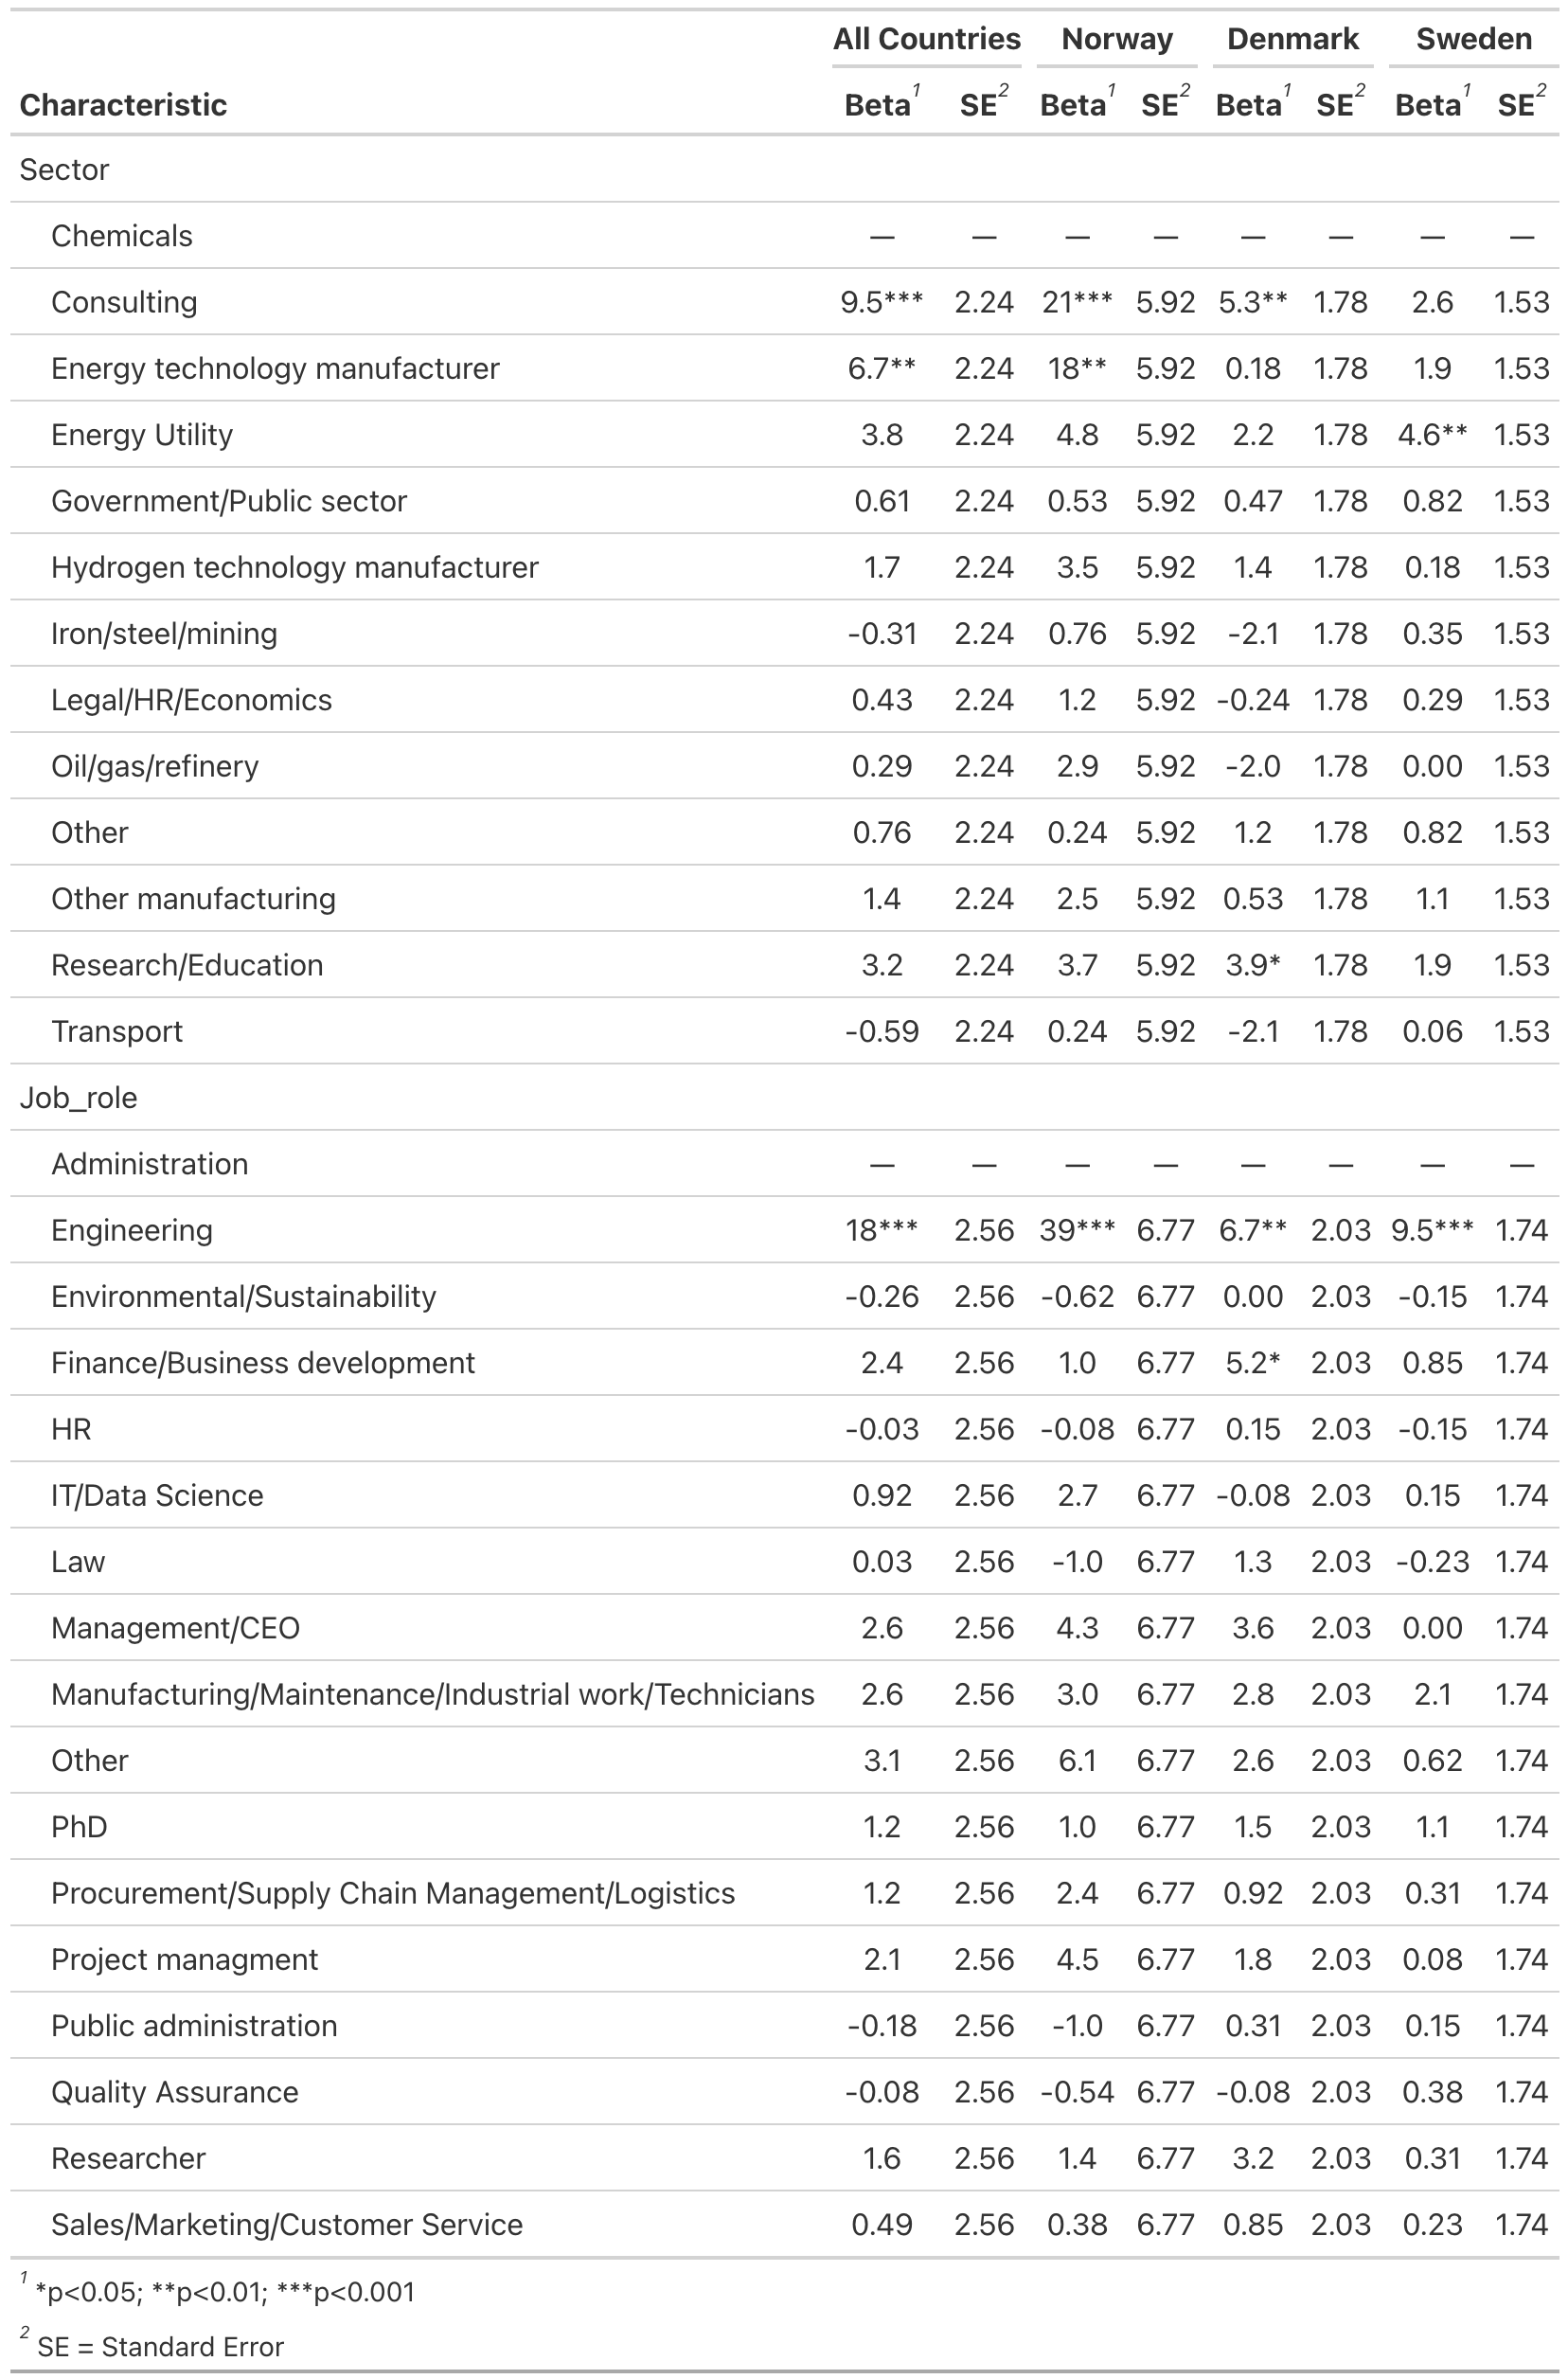 All Countries Norway Denmark Sweden
Characteristic Beta¹ SE² Beta¹ SE² Beta¹ SE² Beta¹ SE²
Sector
Chemicals — — — — — — — —
Consulting 9.5*** 2.24 21*** 5.92 5.3** 1.78 2.6 1.53
Energy technology manufacturer 6.7** 2.24 18** 5.92 0.18 1.78 1.9 1.53
Energy Utility 3.8 2.24 4.8 5.92 2.2 1.78 4.6** 1.53
Government/Public sector 0.61 2.24 0.53 5.92 0.47 1.78 0.82 1.53
Hydrogen technology manufacturer 1.7 2.24 3.5 5.92 1.4 1.78 0.18 1.53
Iron/steel/mining -0.31 2.24 0.76 5.92 -2.1 1.78 0.35 1.53
Legal/HR/Economics 0.43 2.24 1.2 5.92 -0.24 1.78 0.29 1.53
Oil/gas/refinery 0.29 2.24 2.9 5.92 -2.0 1.78 0.00 1.53
Other 0.76 2.24 0.24 5.92 1.2 1.78 0.82 1.53
Other manufacturing 1.4 2.24 2.5 5.92 0.53 1.78 1.1 1.53
Research/Education 3.2 2.24 3.7 5.92 3.9* 1.78 1.9 1.53
Transport -0.59 2.24 0.24 5.92 -2.1 1.78 0.06 1.53
Job_role
Administration — — — — — — — —
Engineering 18*** 2.56 39*** 6.77 6.7** 2.03 9.5*** 1.74
Environmental/Sustainability -0.26 2.56 -0.62 6.77 0.00 2.03 -0.15 1.74
Finance/Business development 2.4 2.56 1.0 6.77 5.2* 2.03 0.85 1.74
HR -0.03 2.56 -0.08 6.77 0.15 2.03 -0.15 1.74
IT/Data Science 0.92 2.56 2.7 6.77 -0.08 2.03 0.15 1.74
Law 0.03 2.56 -1.0 6.77 1.3 2.03 -0.23 1.74
Management/CEO 2.6 2.56 4.3 6.77 3.6 2.03 0.00 1.74
Manufacturing/Maintenance/Industrial work/Technicians 2.6 2.56 3.0 6.77 2.8 2.03 2.1 1.74
Other 3.1 2.56 6.1 6.77 2.6 2.03 0.62 1.74
PhD 1.2 2.56 1.0 6.77 1.5 2.03 1.1 1.74
Procurement/Supply Chain Management/Logistics 1.2 2.56 2.4 6.77 0.92 2.03 0.31 1.74
Project managment 2.1 2.56 4.5 6.77 1.8 2.03 0.08 1.74
Public administration -0.18 2.56 -1.0 6.77 0.31 2.03 0.15 1.74
Quality Assurance -0.08 2.56 -0.54 6.77 -0.08 2.03 0.38 1.74
Researcher 1.6 2.56 1.4 6.77 3.2 2.03 0.31 1.74
Sales/Marketing/Customer Service 0.49 2.56 0.38 6.77 0.85 2.03 0.23 1.74
¹ *p<0.05; **p<0.01; ***p<0.001
² SE = Standard Error